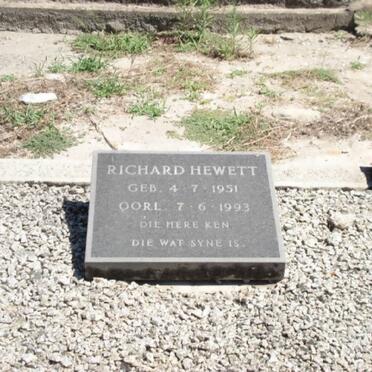 RICHARD HEWETT
GEB. 4·7·1951
OORL. 7·6·1993
DIE HERE KEN
DIE WAT SYNE IS.